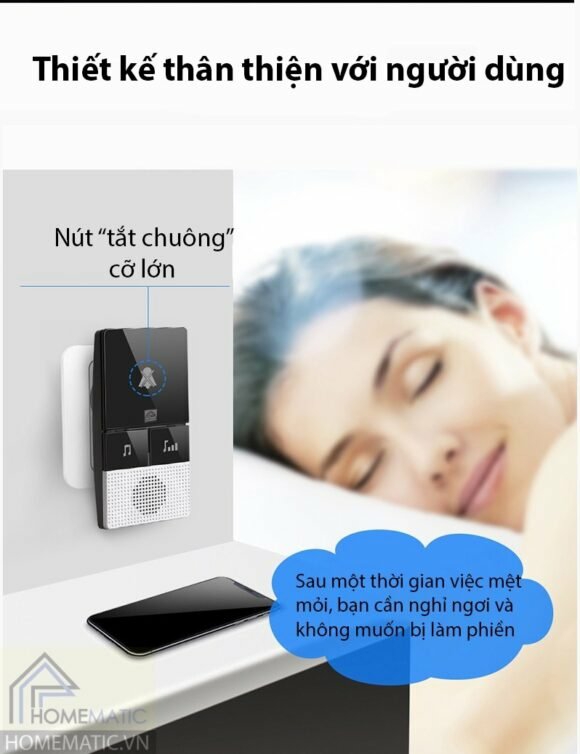 Thiết kế thân thiện với người dùng
Nút “tắt chuông”
cỡ lớn
Sau một thời gian việc mệt
mỏi, bạn cần nghỉ ngơi và
không muốn bị làm phiền
HOMEMATIC
HOMEMATIC.VN